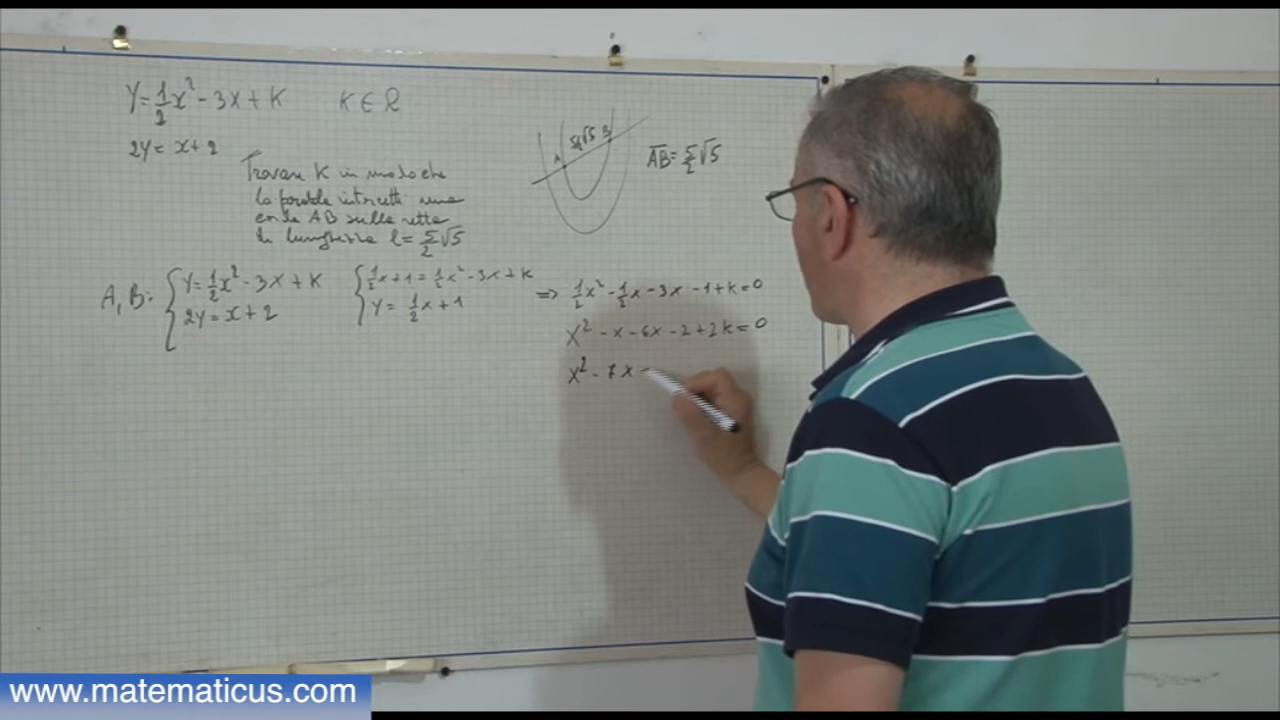 Y = 1/2 x² - 3x + K   K ∈ R
2Y = x + 2
Trovare K in modo che
la parabola intercetti una
corda AB sulla retta
di lunghezza l = 5/2 √5
A B 5/2 √5
AB = 5/2 √5
A, B: { Y = 1/2 x² - 3x + K
2Y = x + 2
{ 1/2 x + 1 = 1/2 x² - 3x + K
Y = 1/2 x + 1
⇒ 1/2 x² - 1/2 x - 3x - 1 + K = 0
x² - x - 6x - 2 + 2K = 0
x² - 7x -
www.matematicus.com